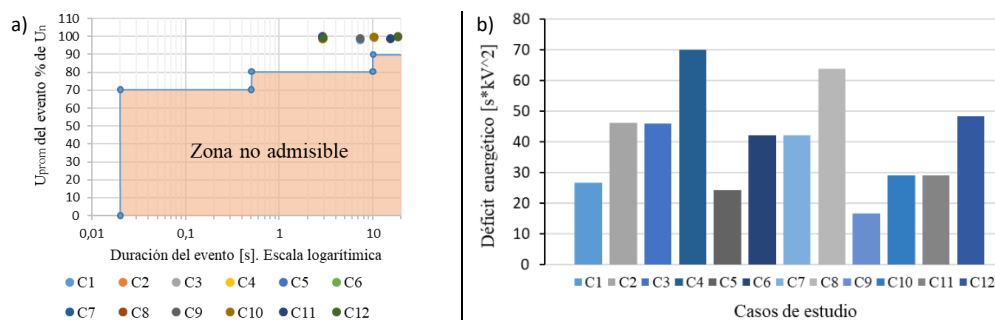 a)
Uprom del evento % de Un
110
100
90
80
70
60
50
40
30
20
10
0
Zona no admisible
0,01 0,1 1 10
Duración del evento [s]. Escala logarítimica
C1 C2 C3 C4 C5 C6
C7 C8 C9 C10 C11 C12
b)
Défícit energético [s*kV^2]
80
70
60
50
40
30
20
10
0
C1 C2 C3 C4 C5 C6 C7 C8 C9 C10 C11 C12
Casos de estudio